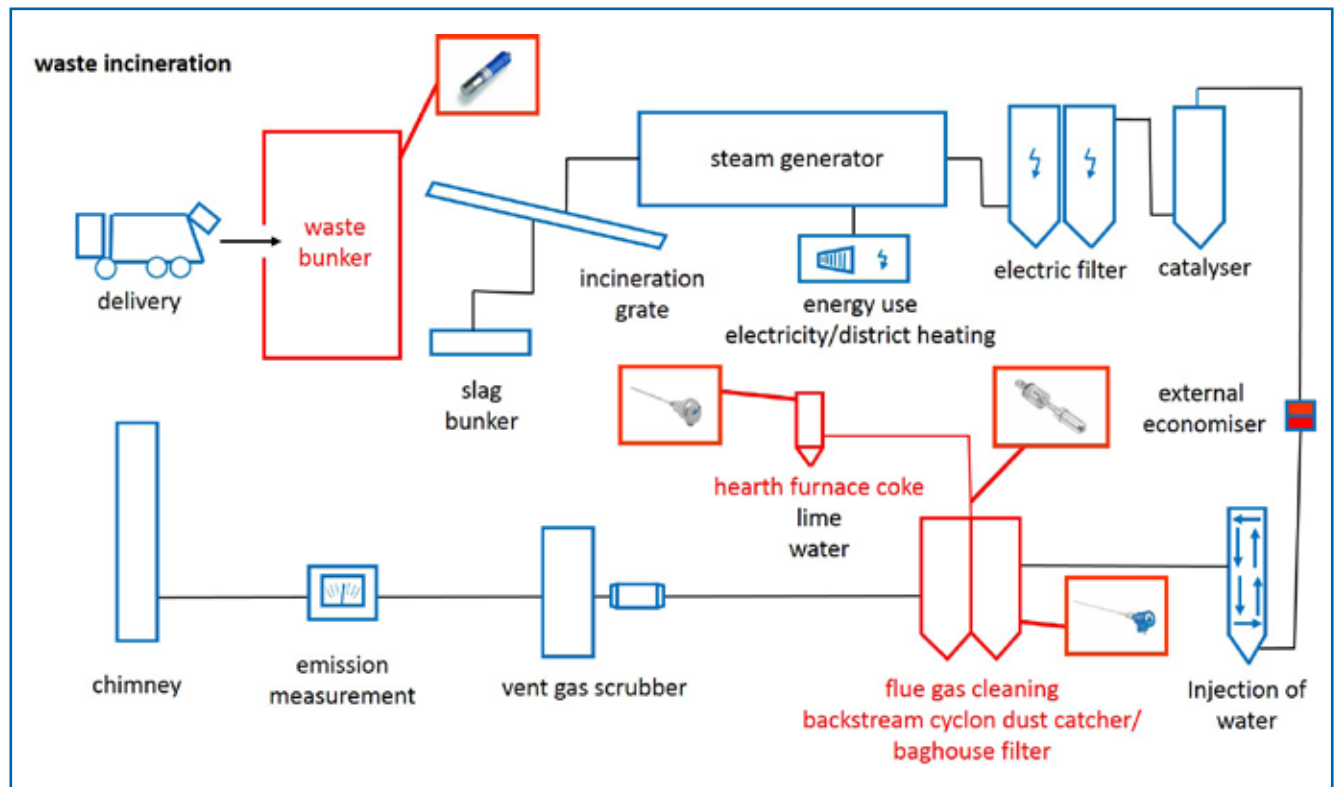 waste incineration
delivery
waste
bunker
slag
bunker
incineration
grate
steam generator
energy use
electricity/district heating
electric filter
catalyser
external
economiser
hearth furnace coke
lime
water
chimney
emission
measurement
vent gas scrubber
flue gas cleaning
backstream cyclon dust catcher/
baghouse filter
Injection of
water